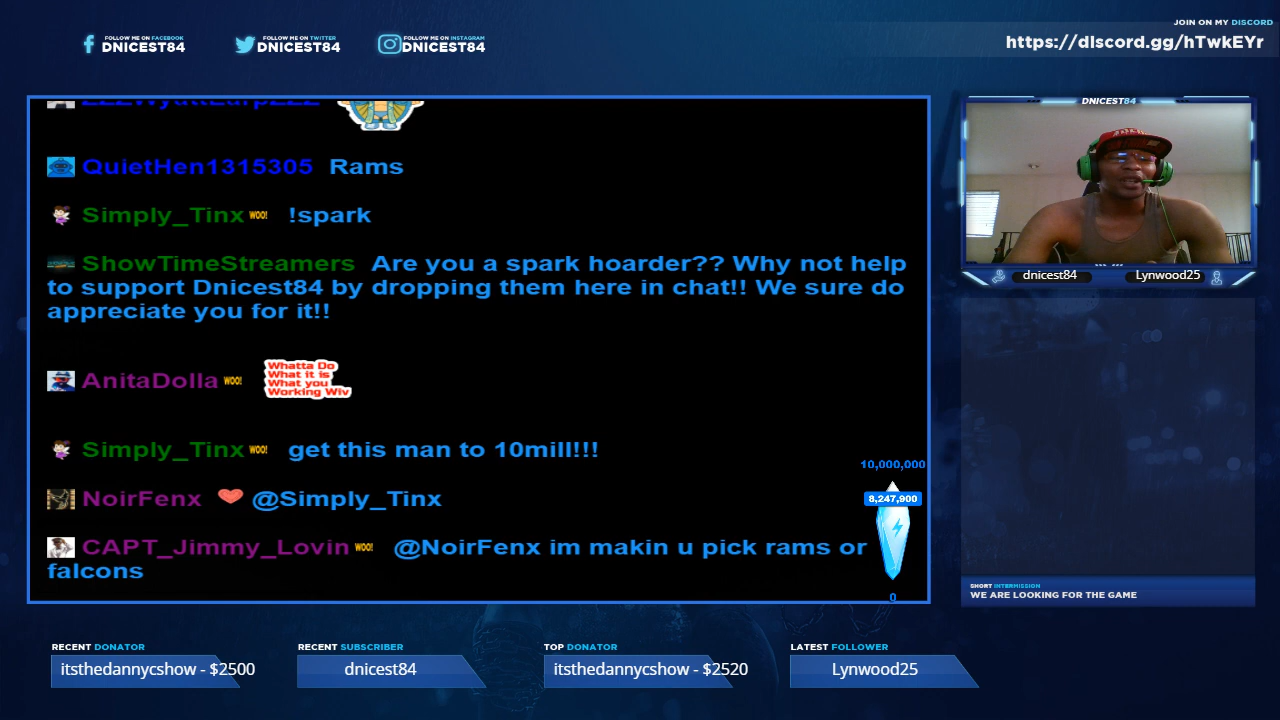 FOLLOW ME ON FACEBOOK
DNICEST84
FOLLOW ME ON TWITTER
DNICEST84
FOLLOW ME ON INSTAGRAM
DNICEST84
JOIN ON MY DISCORD
https://discord.gg/hTwkEYr
ZZZWyattEarpZZZ
QuietHen1315305 Rams
Simply_Tinx WOO! !spark
ShowTimeStreamers Are you a spark hoarder?? Why not help
to support Dnicest84 by dropping them here in chat!! We sure do
appreciate you for it!!
AnitaDolla WOO!
Whatta Do
What it is
What you
Working Wiv
Simply_Tinx WOO! get this man to 10mill!!!
NoirFenx @Simply_Tinx
CAPT_Jimmy_Lovin WOO! @NoirFenx im makin u pick rams or
falcons
10,000,000
8,247,900
0
DNICEST84
dnicest84
Lynwood25
SHORT INTERMISSION
WE ARE LOOKING FOR THE GAME
RECENT DONATOR
itsthedannycshow - $2500
RECENT SUBSCRIBER
dnicest84
TOP DONATOR
itsthedannycshow - $2520
LATEST FOLLOWER
Lynwood25